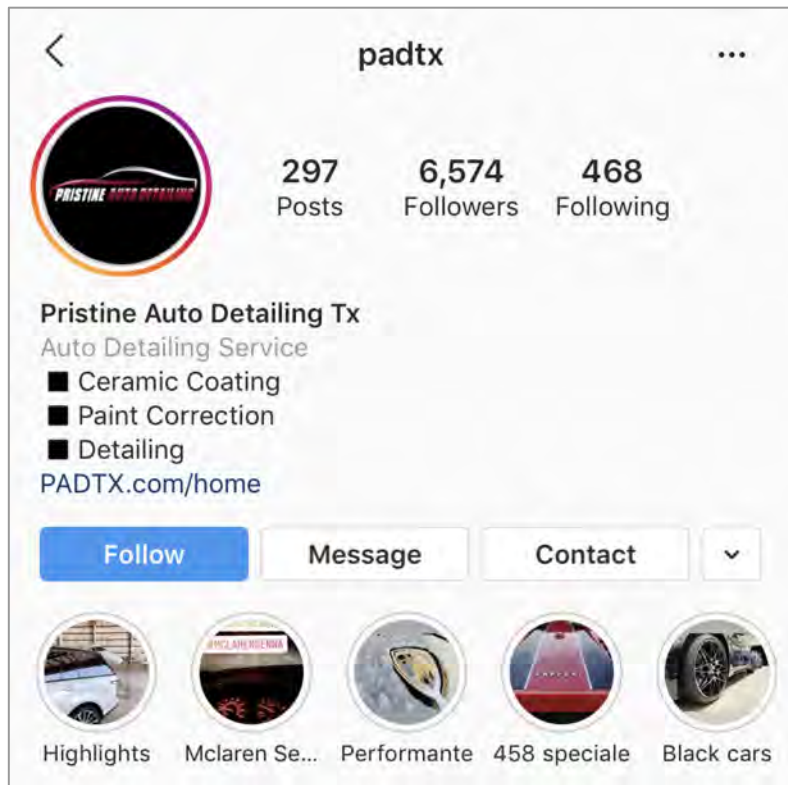 padtx
PRISTINE AUTO DETAILING
297 6,574 468
Posts Followers Following
Pristine Auto Detailing Tx
Auto Detailing Service
■ Ceramic Coating
■ Paint Correction
■ Detailing
PADTX.com/home
Follow Message Contact
Highlights Mclaren Se... Performante 458 speciale Black cars